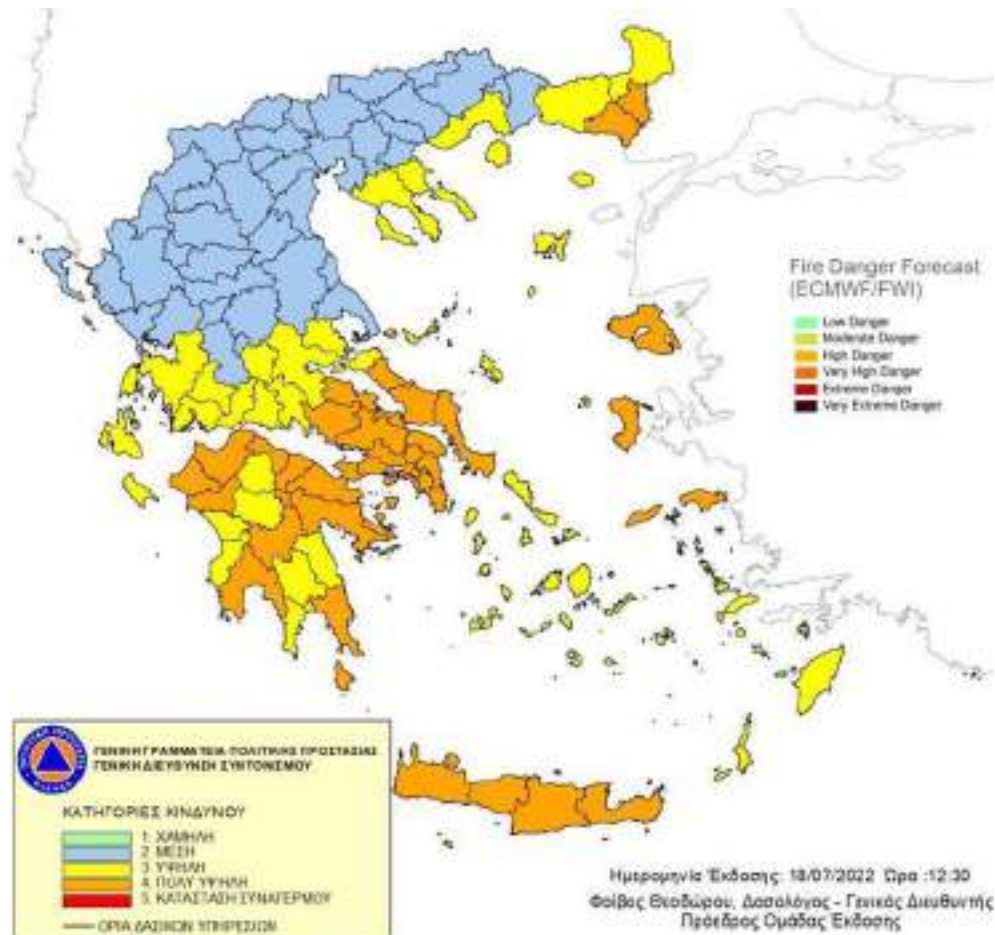 Fire Danger Forecast
(ECMWF/FWI)
Low Danger
Moderate Danger
High Danger
Very High Danger
Extreme Danger
Very Extreme Danger
ΓΕΝΙΚΗ ΓΡΑΜΜΑΤΕΙΑ ΠΟΛΙΤΙΚΗΣ ΠΡΟΣΤΑΣΙΑΣ
ΓΕΝΙΚΗ ΔΙΕΥΘΥΝΣΗ ΣΥΝΤΟΝΙΣΜΟΥ
ΚΑΤΗΓΟΡΙΕΣ ΚΙΝΔΥΝΟΥ
1. ΧΑΜΗΛΗ
2. ΜΕΣΗ
3. ΥΨΗΛΗ
4. ΠΟΛΥ ΥΨΗΛΗ
5. ΚΑΤΑΣΤΑΣΗ ΣΥΝΑΓΕΡΜΟΥ
ΟΡΙΑ ΔΑΣΙΚΩΝ ΥΠΗΡΕΣΙΩΝ
Ημερομηνία Έκδοσης: 18/07/2022 Ώρα :12:30
Φοίβος Θεοδώρου, Δασολόγος - Γενικός Διευθυντής
Πρόεδρος Ομάδας Έκδοσης